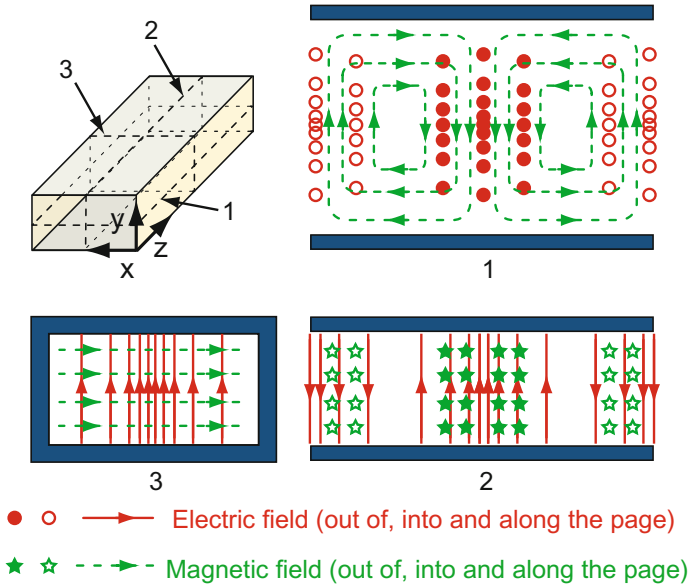 2
3
1
y
z
x
1
3
2
Electric field (out of, into and along the page)
Magnetic field (out of, into and along the page)